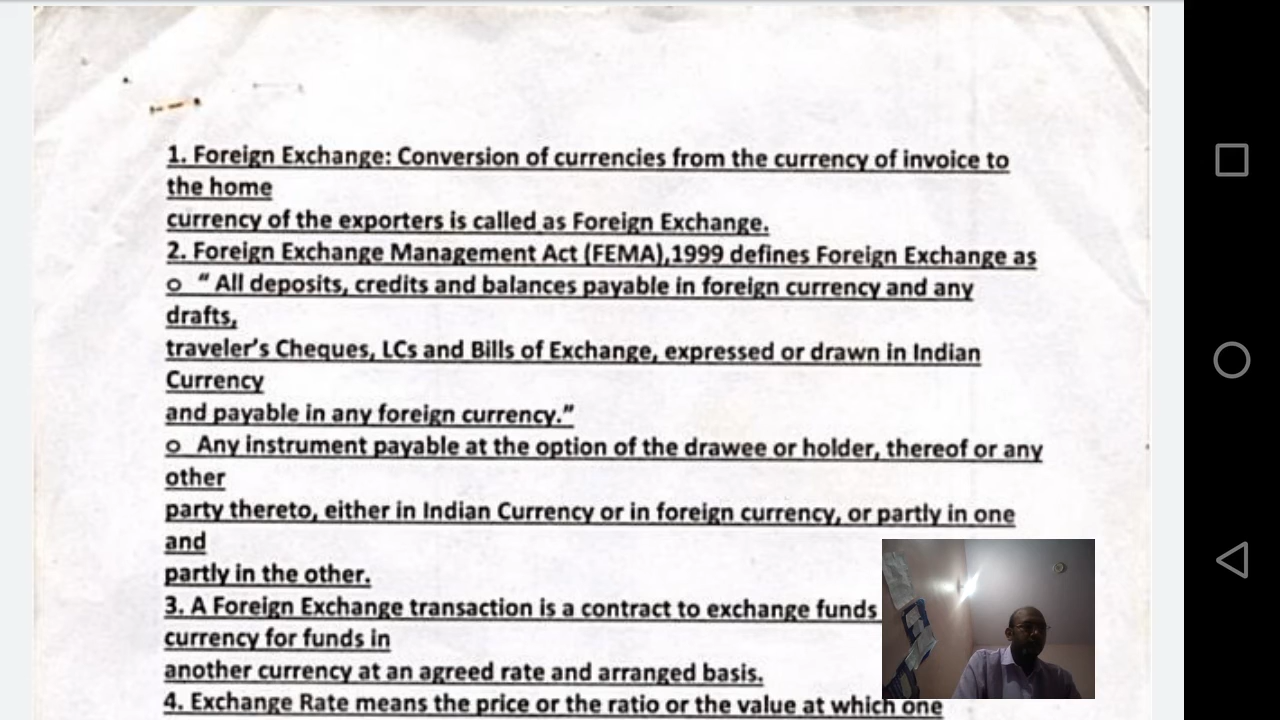 1. Foreign Exchange: Conversion of currencies from the currency of invoice to
the home
currency of the exporters is called as Foreign Exchange.
2. Foreign Exchange Management Act (FEMA),1999 defines Foreign Exchange as
o “ All deposits, credits and balances payable in foreign currency and any
drafts,
traveler’s Cheques, LCs and Bills of Exchange, expressed or drawn in Indian
Currency
and payable in any foreign currency.”
o Any instrument payable at the option of the drawee or holder, thereof or any
other
party thereto, either in Indian Currency or in foreign currency, or partly in one
and
partly in the other.
3. A Foreign Exchange transaction is a contract to exchange funds
currency for funds in
another currency at an agreed rate and arranged basis.
4. Exchange Rate means the price or the ratio or the value at which one